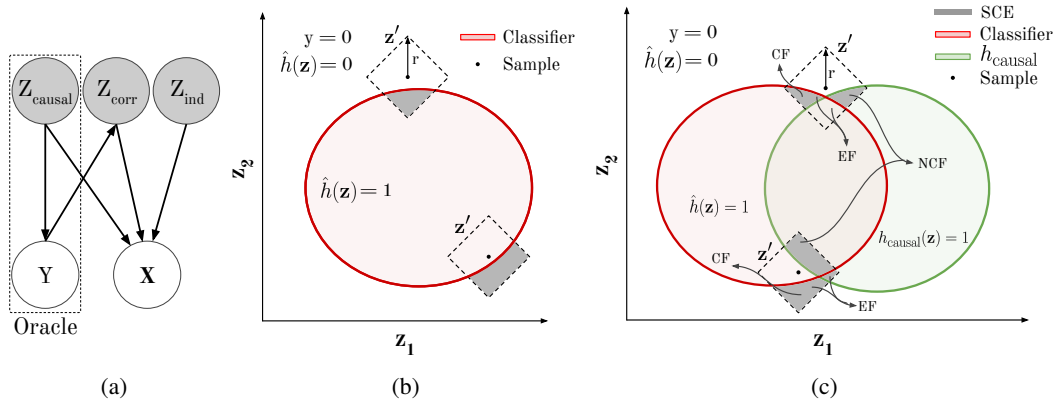 Z_causal
Z_corr
Z_ind
Y
X
Oracle
(a)
y = 0
ĥ(z) = 0
z′
r
Classifier
Sample
ĥ(z) = 1
z′
z_2
z_1
(b)
y = 0
ĥ(z) = 0
z′
r
CF
EF
SCE
Classifier
h_causal
Sample
NCF
ĥ(z) = 1
h_causal(z) = 1
z′
CF
EF
z_2
z_1
(c)